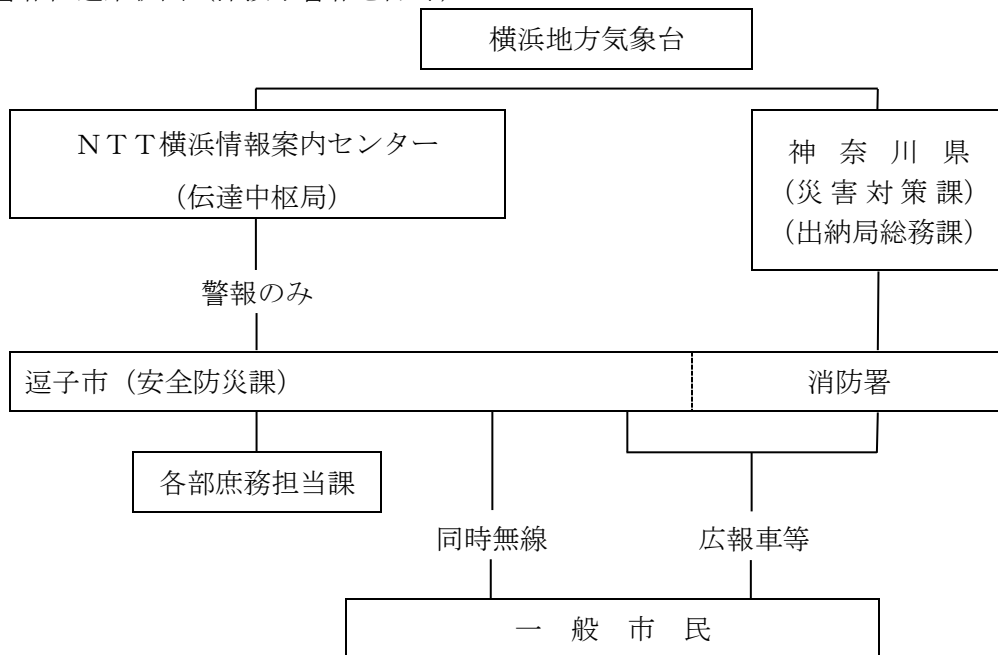 横浜地方気象台
NTT横浜情報案内センター
(伝達中枢局)
神奈川県
(災害対策課)
(出納局総務課)
警報のみ
逗子市(安全防災課)
消防署
各部庶務担当課
同時無線
広報車等
一般市民